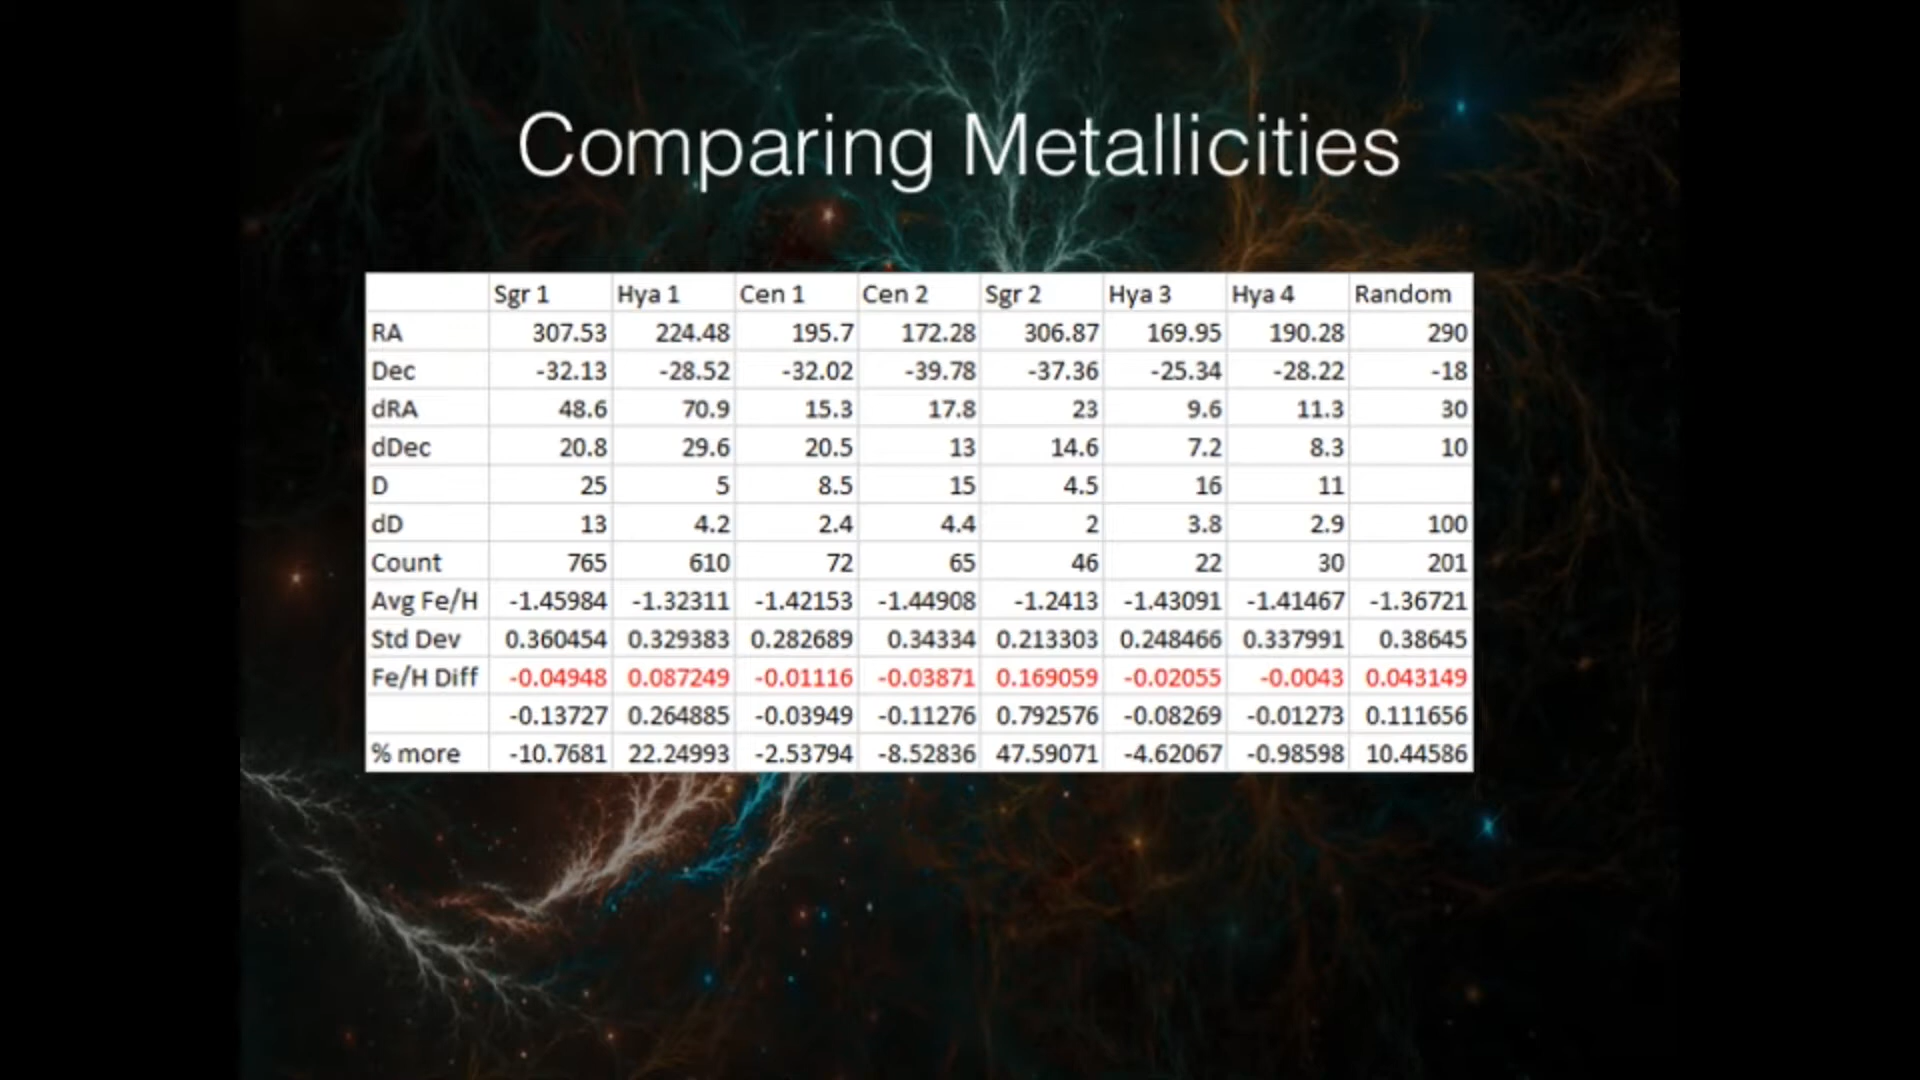 Comparing Metallicities
Sgr 1 Hya 1 Cen 1 Cen 2 Sgr 2 Hya 3 Hya 4 Random
RA 307.53 224.48 195.7 172.28 306.87 169.95 190.28 290
Dec -32.13 -28.52 -32.02 -39.78 -37.36 -25.34 -28.22 -18
dRA 48.6 70.9 15.3 17.8 23 9.6 11.3 30
dDec 20.8 29.6 20.5 13 14.6 7.2 8.3 10
D 25 5 8.5 15 4.5 16 11
dD 13 4.2 2.4 4.4 2 3.8 2.9 100
Count 765 610 72 65 46 22 30 201
Avg Fe/H -1.45984 -1.32311 -1.42153 -1.44908 -1.2413 -1.43091 -1.41467 -1.36721
Std Dev 0.360454 0.329383 0.282689 0.34334 0.213303 0.248466 0.337991 0.38645
Fe/H Diff -0.04948 0.087249 -0.01116 -0.03871 0.169059 -0.02055 -0.0043 0.043149
-0.13727 0.264885 -0.03949 -0.11276 0.792576 -0.08269 -0.01273 0.111656
% more -10.7681 22.24993 -2.53794 -8.52836 47.59071 -4.62067 -0.98598 10.44586